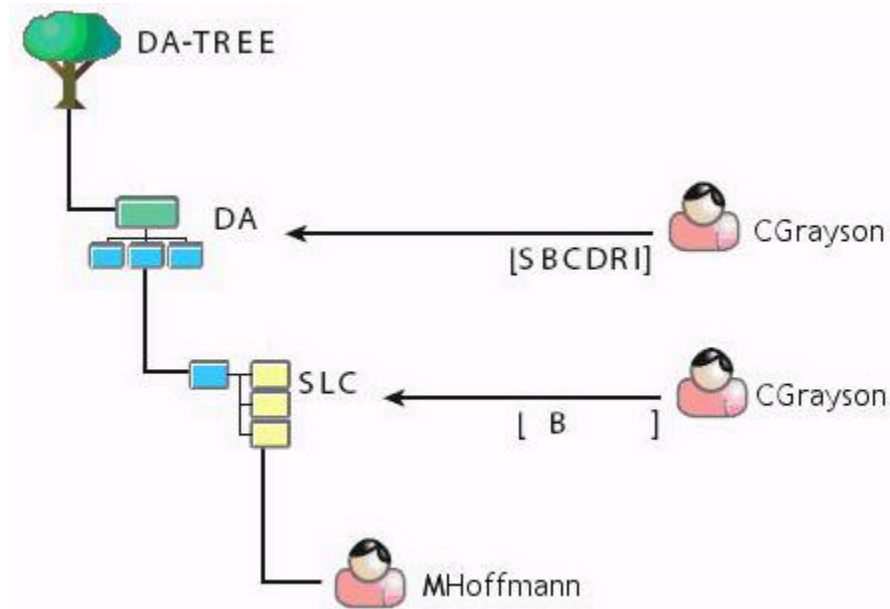 DA-TREE
DA
CGrayson
[SBCDRI]
SLC
CGrayson
[ B ]
MHoffmann